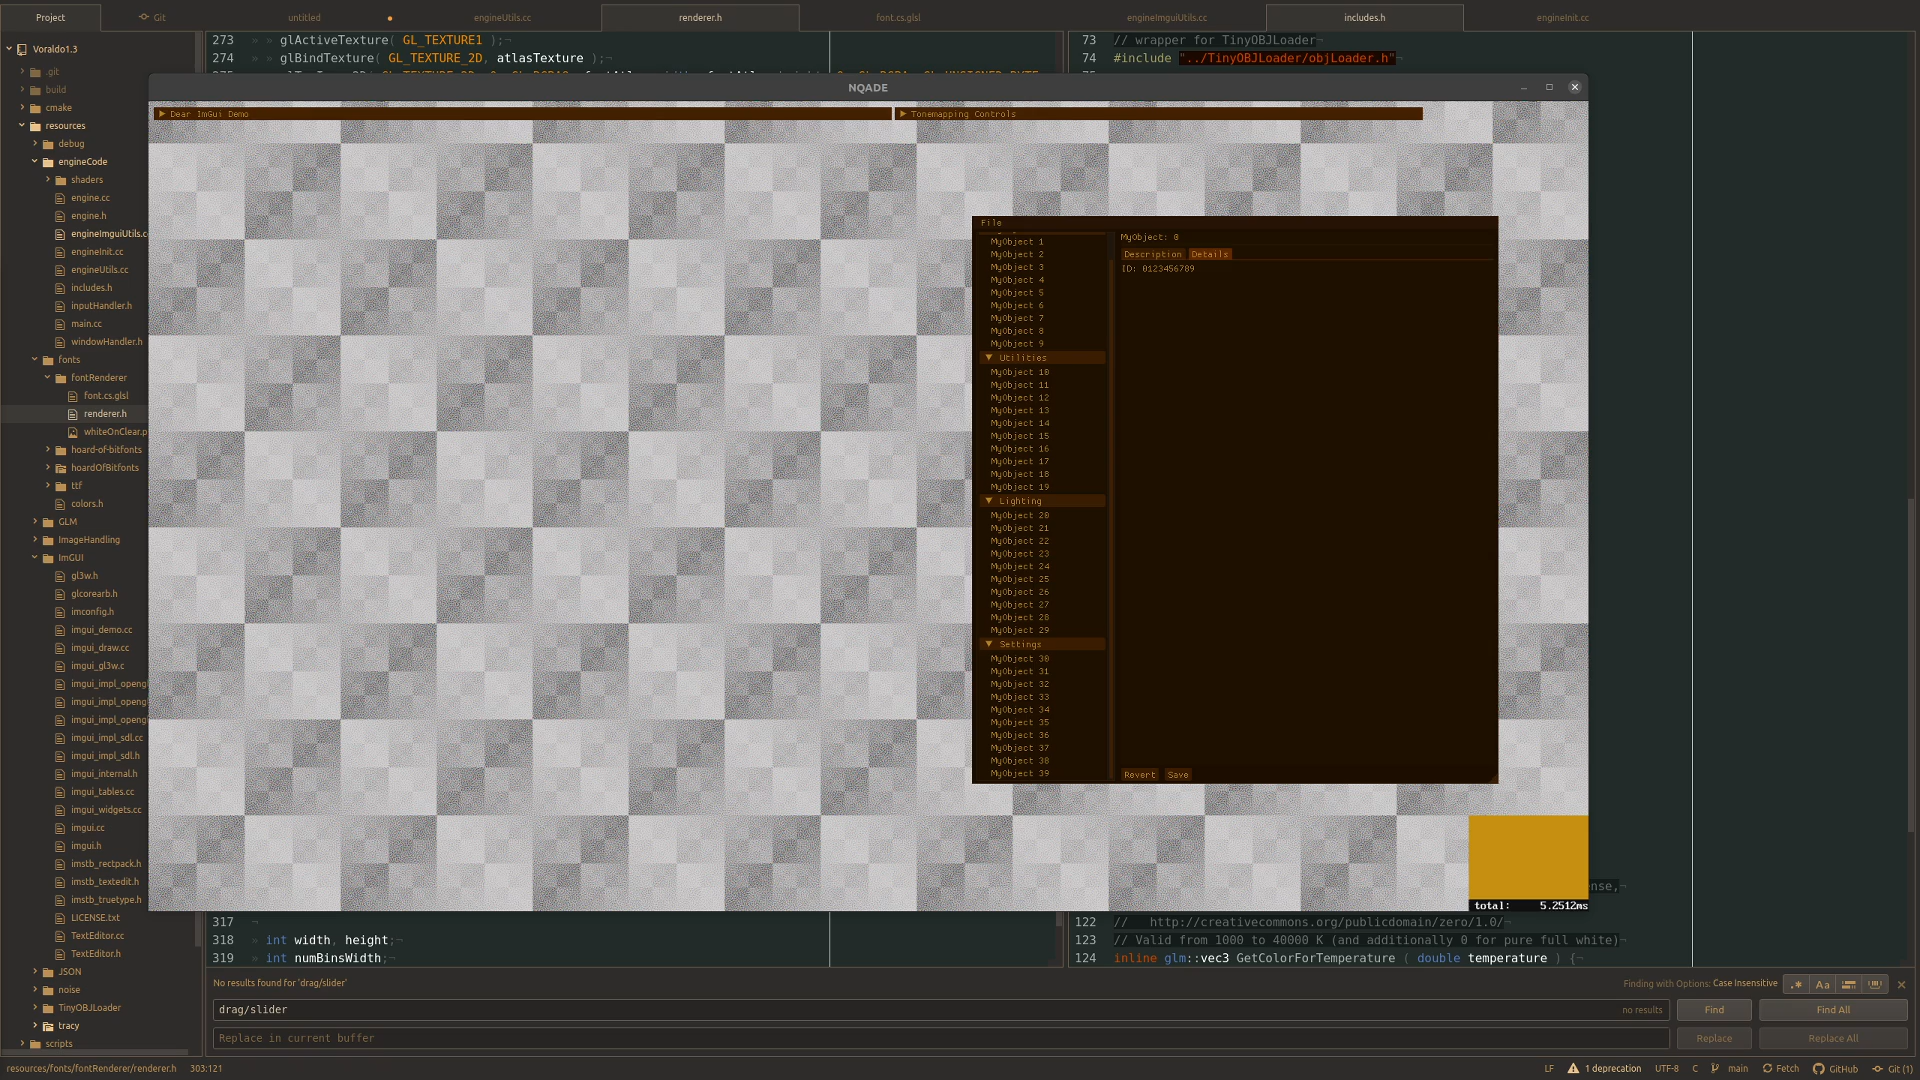 Project
Git
untitled
engineUtils.cc
renderer.h
font.cs.glsl
engineImguiUtils.cc
includes.h
engineInit.cc
Voraldo1.3
.git
build
cmake
resources
debug
engineCode
shaders
engine.cc
engine.h
engineImguiUtils.c
engineInit.cc
engineUtils.cc
includes.h
inputHandler.h
main.cc
windowHandler.h
fonts
fontRenderer
font.cs.glsl
renderer.h
whiteOnClear.p
hoard-of-bitfonts
hoardOfBitfonts
ttf
colors.h
GLM
ImageHandling
ImGUI
gl3w.h
glcorearb.h
imconfig.h
imgui_demo.cc
imgui_draw.cc
imgui_gl3w.c
imgui_impl_opengl
imgui_impl_opengl
imgui_impl_opengl
imgui_impl_sdl.cc
imgui_impl_sdl.h
imgui_internal.h
imgui_tables.cc
imgui_widgets.cc
imgui.cc
imgui.h
imstb_rectpack.h
imstb_textedit.h
imstb_truetype.h
LICENSE.txt
TextEditor.cc
TextEditor.h
JSON
noise
TinyOBJLoader
tracy
scripts
273 » » glActiveTexture( GL_TEXTURE1 );¬
274 » » glBindTexture( GL_TEXTURE_2D, atlasTexture );¬
73 // wrapper for TinyOBJLoader¬
74 #include "../TinyOBJLoader/objLoader.h"¬
NQADE
Dear ImGui Demo
Tonemapping Controls
File
MyObject 1
MyObject 2
MyObject 3
MyObject 4
MyObject 5
MyObject 6
MyObject 7
MyObject 8
MyObject 9
Utilities
MyObject 10
MyObject 11
MyObject 12
MyObject 13
MyObject 14
MyObject 15
MyObject 16
MyObject 17
MyObject 18
MyObject 19
Lighting
MyObject 20
MyObject 21
MyObject 22
MyObject 23
MyObject 24
MyObject 25
MyObject 26
MyObject 27
MyObject 28
MyObject 29
Settings
MyObject 30
MyObject 31
MyObject 32
MyObject 33
MyObject 34
MyObject 35
MyObject 36
MyObject 37
MyObject 38
MyObject 39
MyObject: 0
Description Details
ID: 0123456789
Revert Save
total: 5.2512ms
ense,¬
317 ¬
318 » int width, height;¬
319 » int numBinsWidth;¬
122 //   http://creativecommons.org/publicdomain/zero/1.0/¬
123 // Valid from 1000 to 40000 K (and additionally 0 for pure full white)¬
124 inline glm::vec3 GetColorForTemperature ( double temperature ) {¬
No results found for 'drag/slider'
Finding with Options: Case Insensitive
.* Aa
drag/slider
no results
Find
Find All
Replace in current buffer
Replace
Replace All
resources/fonts/fontRenderer/renderer.h 303:121
LF 1 deprecation UTF-8 C main Fetch GitHub Git (1)